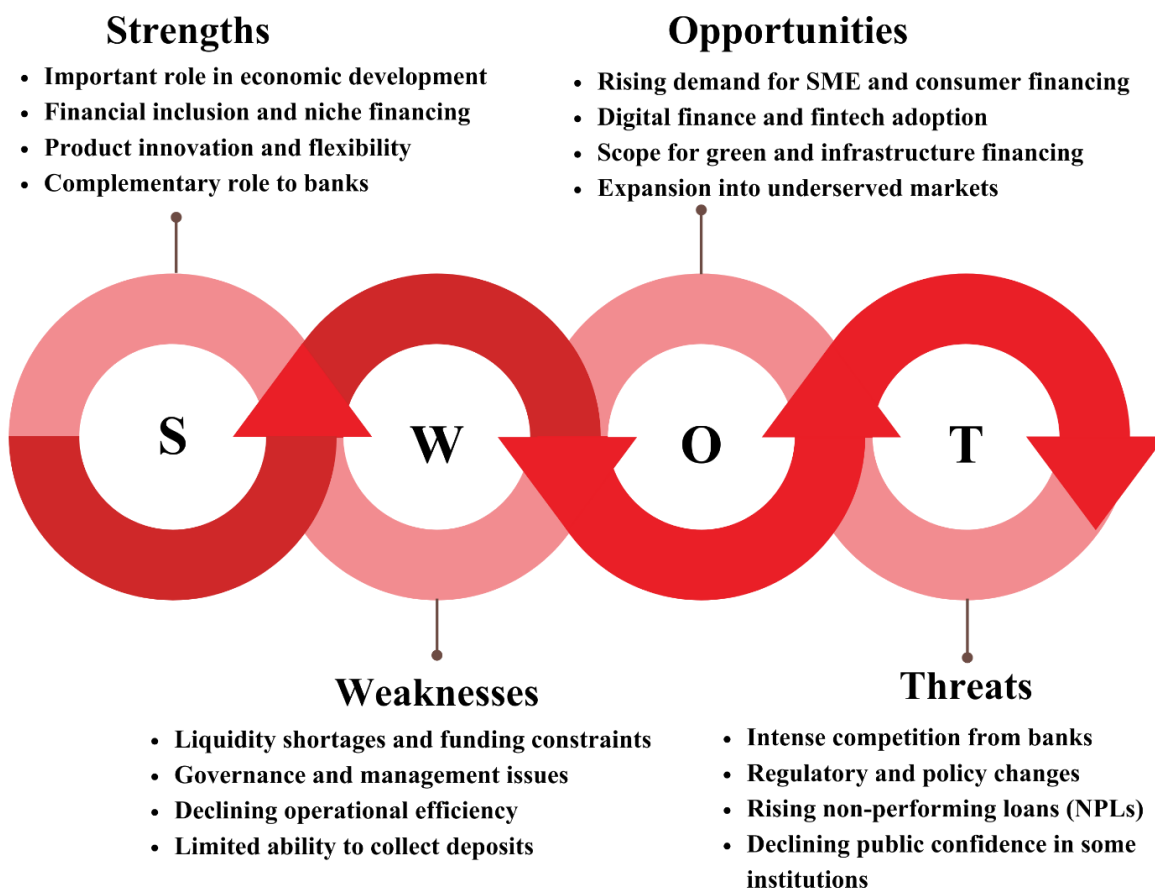 Strengths
• Important role in economic development
• Financial inclusion and niche financing
• Product innovation and flexibility
• Complementary role to banks
Opportunities
• Rising demand for SME and consumer financing
• Digital finance and fintech adoption
• Scope for green and infrastructure financing
• Expansion into underserved markets
S
W
O
T
Weaknesses
• Liquidity shortages and funding constraints
• Governance and management issues
• Declining operational efficiency
• Limited ability to collect deposits
Threats
• Intense competition from banks
• Regulatory and policy changes
• Rising non-performing loans (NPLs)
• Declining public confidence in some
institutions